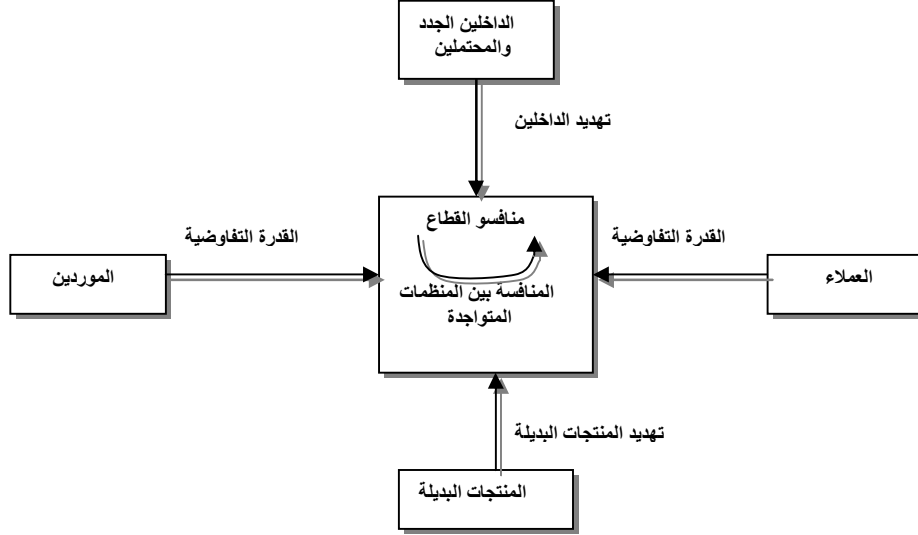 الداخلين الجدد
والمحتملين
تهديد الداخلين
منافسو القطاع
القدرة التفاوضية
القدرة التفاوضية
العملاء
الموردين
المنافسة بين المنظمات
المتواجدة
تهديد المنتجات البديلة
المنتجات البديلة